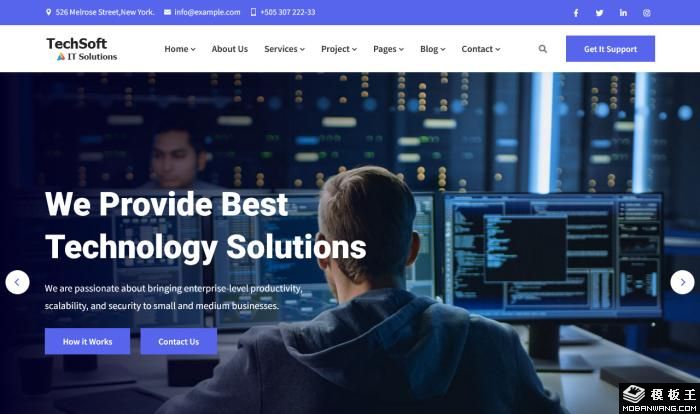 526 Melrose Street,New York. info@example.com +505 307 222-33
TechSoft
IT Solutions
Home About Us Services Project Pages Blog Contact Get It Support
We Provide Best
Technology Solutions
We are passionate about bringing enterprise-level productivity,
scalability, and security to small and medium businesses.
How it Works Contact Us
模板王
MOBANWANG.COM